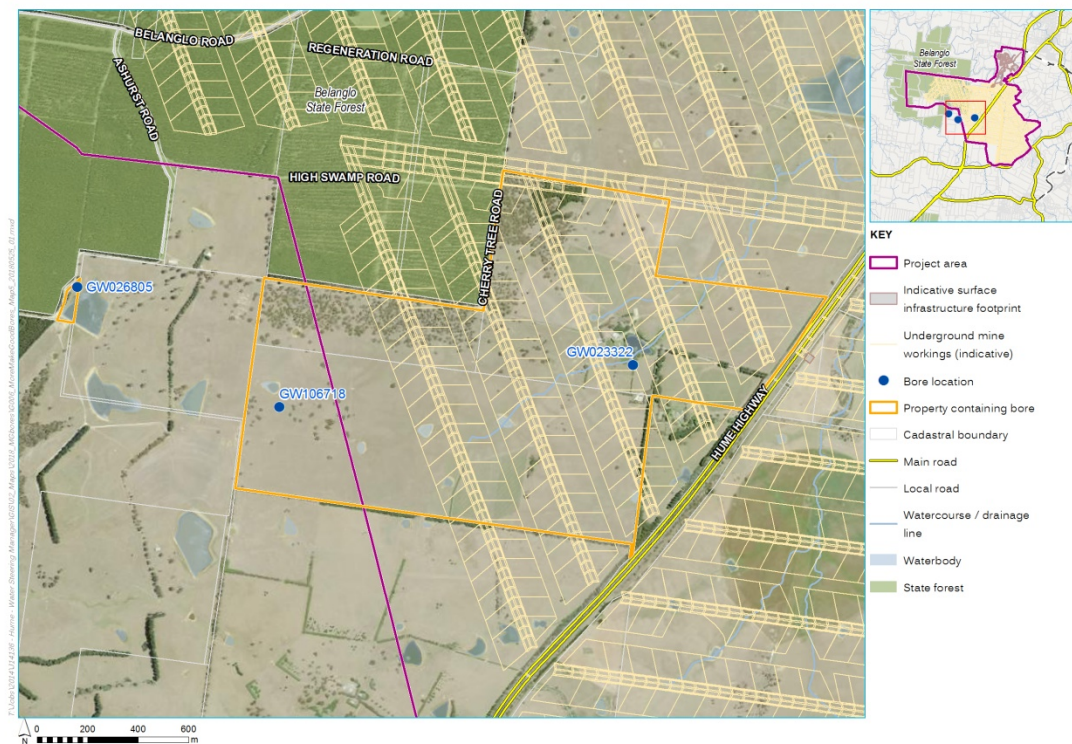 BELANGLO ROAD
REGENERATION ROAD
ASHURST ROAD
Belanglo
State Forest
HIGH SWAMP ROAD
CHERRY TREE ROAD
GW026805
GW023322
GW106718
HUME HIGHWAY
Belanglo
State Forest
KEY
Project area
Indicative surface
infrastructure footprint
Underground mine
workings (indicative)
Bore location
Property containing bore
Cadastral boundary
Main road
Local road
Watercourse / drainage
line
Waterbody
State forest
N
0 200 400 600
m